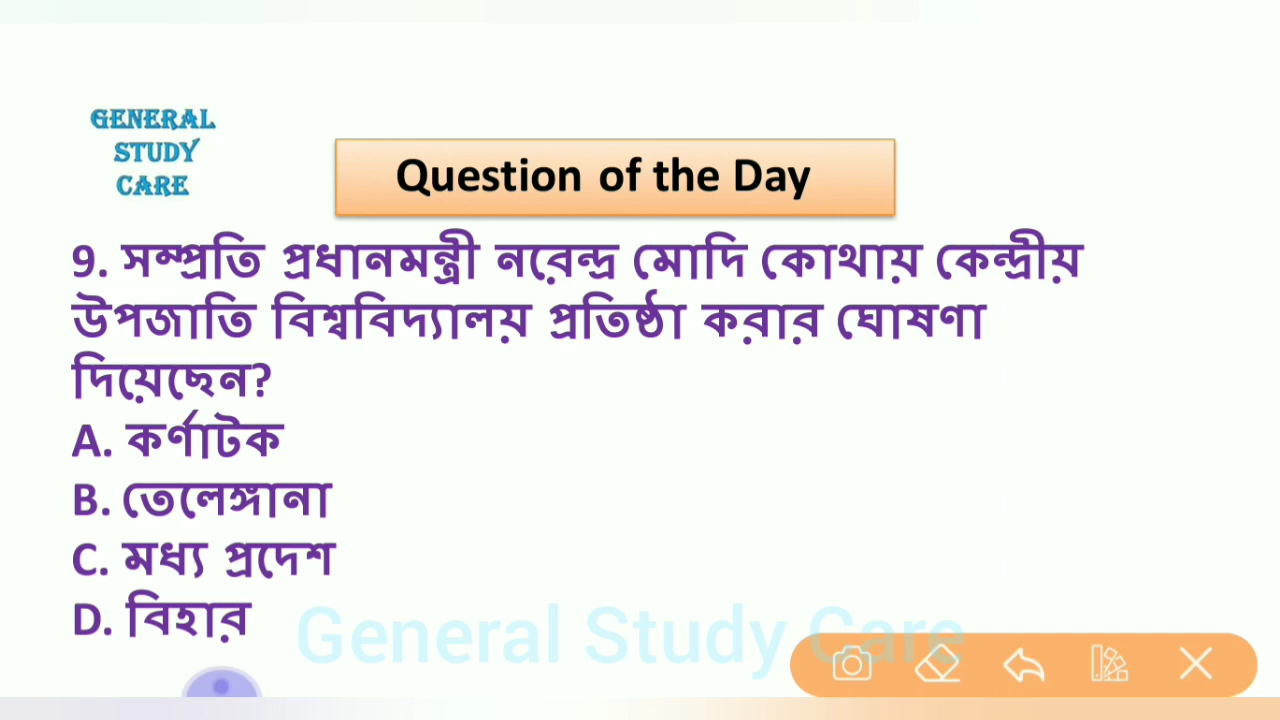 GENERAL
STUDY
CARE
Question of the Day
9. সম্প্রতি প্রধানমন্ত্রী নরেন্দ্র মোদি কোথায় কেন্দ্রীয়
উপজাতি বিশ্ববিদ্যালয় প্রতিষ্ঠা করার ঘোষণা
দিয়েছেন?
A. কর্ণাটক
B. তেলেঙ্গানা
C. মধ্য প্রদেশ
D. বিহার
General Study Care